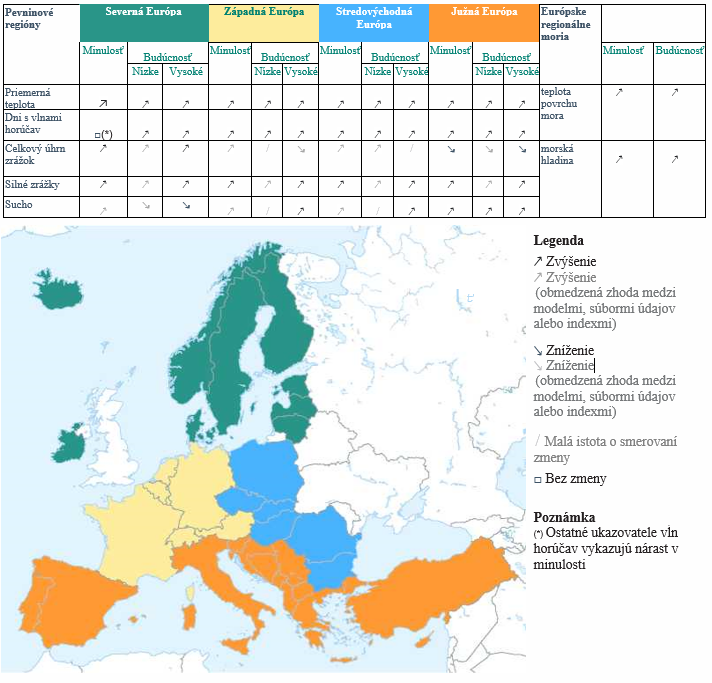 Pevninové regióny Severná Európa Západná Európa Stredovýchodná Európa Južná Európa Európske regionálne moria
Minulosť Budúcnosť Minulosť Budúcnosť Minulosť Budúcnosť Minulosť Budúcnosť Minulosť Budúcnosť
Nízke Vysoké Nízke Vysoké Nízke Vysoké Nízke Vysoké
Priemerná teplota ↗ ↗ ↗ ↗ ↗ ↗ ↗ ↗ ↗ ↗ ↗ ↗ teplota povrchu mora ↗ ↗
Dni s vlnami horúčav □(*) ↗ ↗ ↗ ↗ ↗ ↗ ↗ ↗ ↗ ↗ ↗
Celkový úhrn zrážok ↗ ↗ ↗ ↗ / ↘ ↗ ↗ / ↘ ↘ ↘ morská hladina ↗ ↗
Silné zrážky ↗ ↗ ↗ ↗ ↗ ↗ ↗ ↗ ↗ ↗ ↗ ↗
Sucho ↗ ↘ ↘ ↗ / ↗ ↗ / ↗ ↗ ↗ ↗
Legenda
↗ Zvýšenie
↗ Zvýšenie
(obmedzená zhoda medzi
modelmi, súbormi údajov
alebo indexmi)
↘ Zníženie
↘ Zníženie
(obmedzená zhoda medzi
modelmi, súbormi údajov
alebo indexmi)
/ Malá istota o smerovaní
zmeny
□ Bez zmeny
Poznámka
(*) Ostatné ukazovatele vĺn
horúčav vykazujú nárast v
minulosti